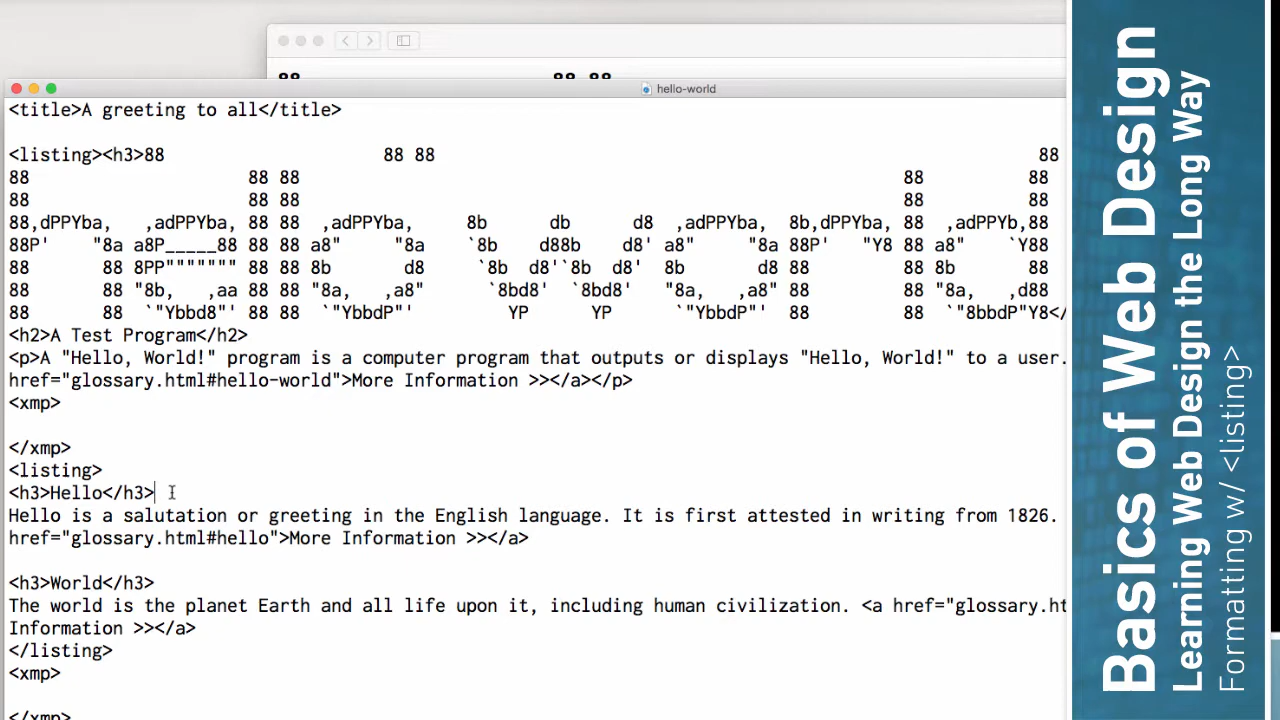 88 88 88
hello-world
<title>A greeting to all</title>
<listing><h3>88                     88 88                                                          88
88                     88 88                                                          88          88
88                     88 88                                                          88          88
88,dPPYba,   ,adPPYba, 88 88  ,adPPYba,     8b      db      d8  ,adPPYba,  8b,dPPYba, 88  ,adPPYb,88
88P'    "8a a8P_____88 88 88 a8"     "8a    `8b    d88b    d8' a8"     "8a 88P'   "Y8 88 a8"    `Y88
88       88 8PP""""""" 88 88 8b       d8     `8b  d8'`8b  d8'  8b       d8 88         88 8b       88
88       88 "8b,   ,aa 88 88 "8a,   ,a8"      `8bd8'  `8bd8'   "8a,   ,a8" 88         88 "8a,   ,d88
88       88  `"Ybbd8"' 88 88  `"YbbdP"'         YP      YP      `"YbbdP"'  88         88  `"8bbdP"Y8</
<h2>A Test Program</h2>
<p>A "Hello, World!" program is a computer program that outputs or displays "Hello, World!" to a user.
href="glossary.html#hello-world">More Information >></a></p>
<xmp>
</xmp>
<listing>
<h3>Hello</h3>
Hello is a salutation or greeting in the English language. It is first attested in writing from 1826.
href="glossary.html#hello">More Information >></a>
<h3>World</h3>
The world is the planet Earth and all life upon it, including human civilization. <a href="glossary.ht
Information >></a>
</listing>
<xmp>
</xmp>
Basics of Web Design
Learning Web Design the Long Way
Formatting w/ <listing>